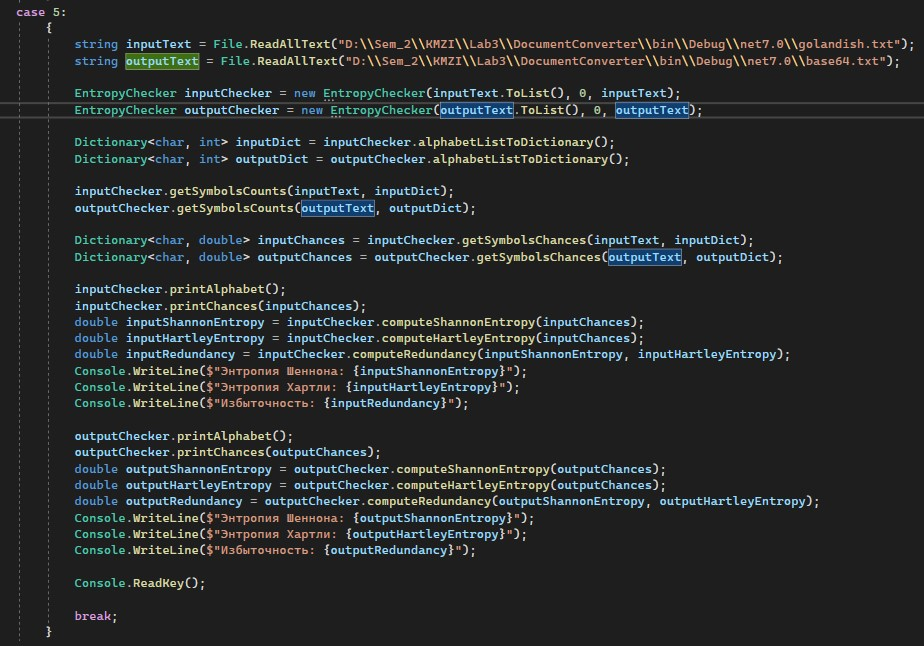 case 5:
{
string inputText = File.ReadAllText("D:\\Sem_2\\KMZI\\Lab3\\DocumentConverter\\bin\\Debug\\net7.0\\golandish.txt");
string outputText = File.ReadAllText("D:\\Sem_2\\KMZI\\Lab3\\DocumentConverter\\bin\\Debug\\net7.0\\base64.txt");
EntropyChecker inputChecker = new EntropyChecker(inputText.ToList(), 0, inputText);
EntropyChecker outputChecker = new EntropyChecker(outputText.ToList(), 0, outputText);
Dictionary<char, int> inputDict = inputChecker.alphabetListToDictionary();
Dictionary<char, int> outputDict = outputChecker.alphabetListToDictionary();
inputChecker.getSymbolsCounts(inputText, inputDict);
outputChecker.getSymbolsCounts(outputText, outputDict);
Dictionary<char, double> inputChances = inputChecker.getSymbolsChances(inputText, inputDict);
Dictionary<char, double> outputChances = outputChecker.getSymbolsChances(outputText, outputDict);
inputChecker.printAlphabet();
inputChecker.printChances(inputChances);
double inputShannonEntropy = inputChecker.computeShannonEntropy(inputChances);
double inputHartleyEntropy = inputChecker.computeHartleyEntropy(inputChances);
double inputRedundancy = inputChecker.computeRedundancy(inputShannonEntropy, inputHartleyEntropy);
Console.WriteLine($"Энтропия Шеннона: {inputShannonEntropy}");
Console.WriteLine($"Энтропия Хартли: {inputHartleyEntropy}");
Console.WriteLine($"Избыточность: {inputRedundancy}");
outputChecker.printAlphabet();
outputChecker.printChances(outputChances);
double outputShannonEntropy = outputChecker.computeShannonEntropy(outputChances);
double outputHartleyEntropy = outputChecker.computeHartleyEntropy(outputChances);
double outputRedundancy = outputChecker.computeRedundancy(outputShannonEntropy, outputHartleyEntropy);
Console.WriteLine($"Энтропия Шеннона: {outputShannonEntropy}");
Console.WriteLine($"Энтропия Хартли: {outputHartleyEntropy}");
Console.WriteLine($"Избыточность: {outputRedundancy}");
Console.ReadKey();
break;
}